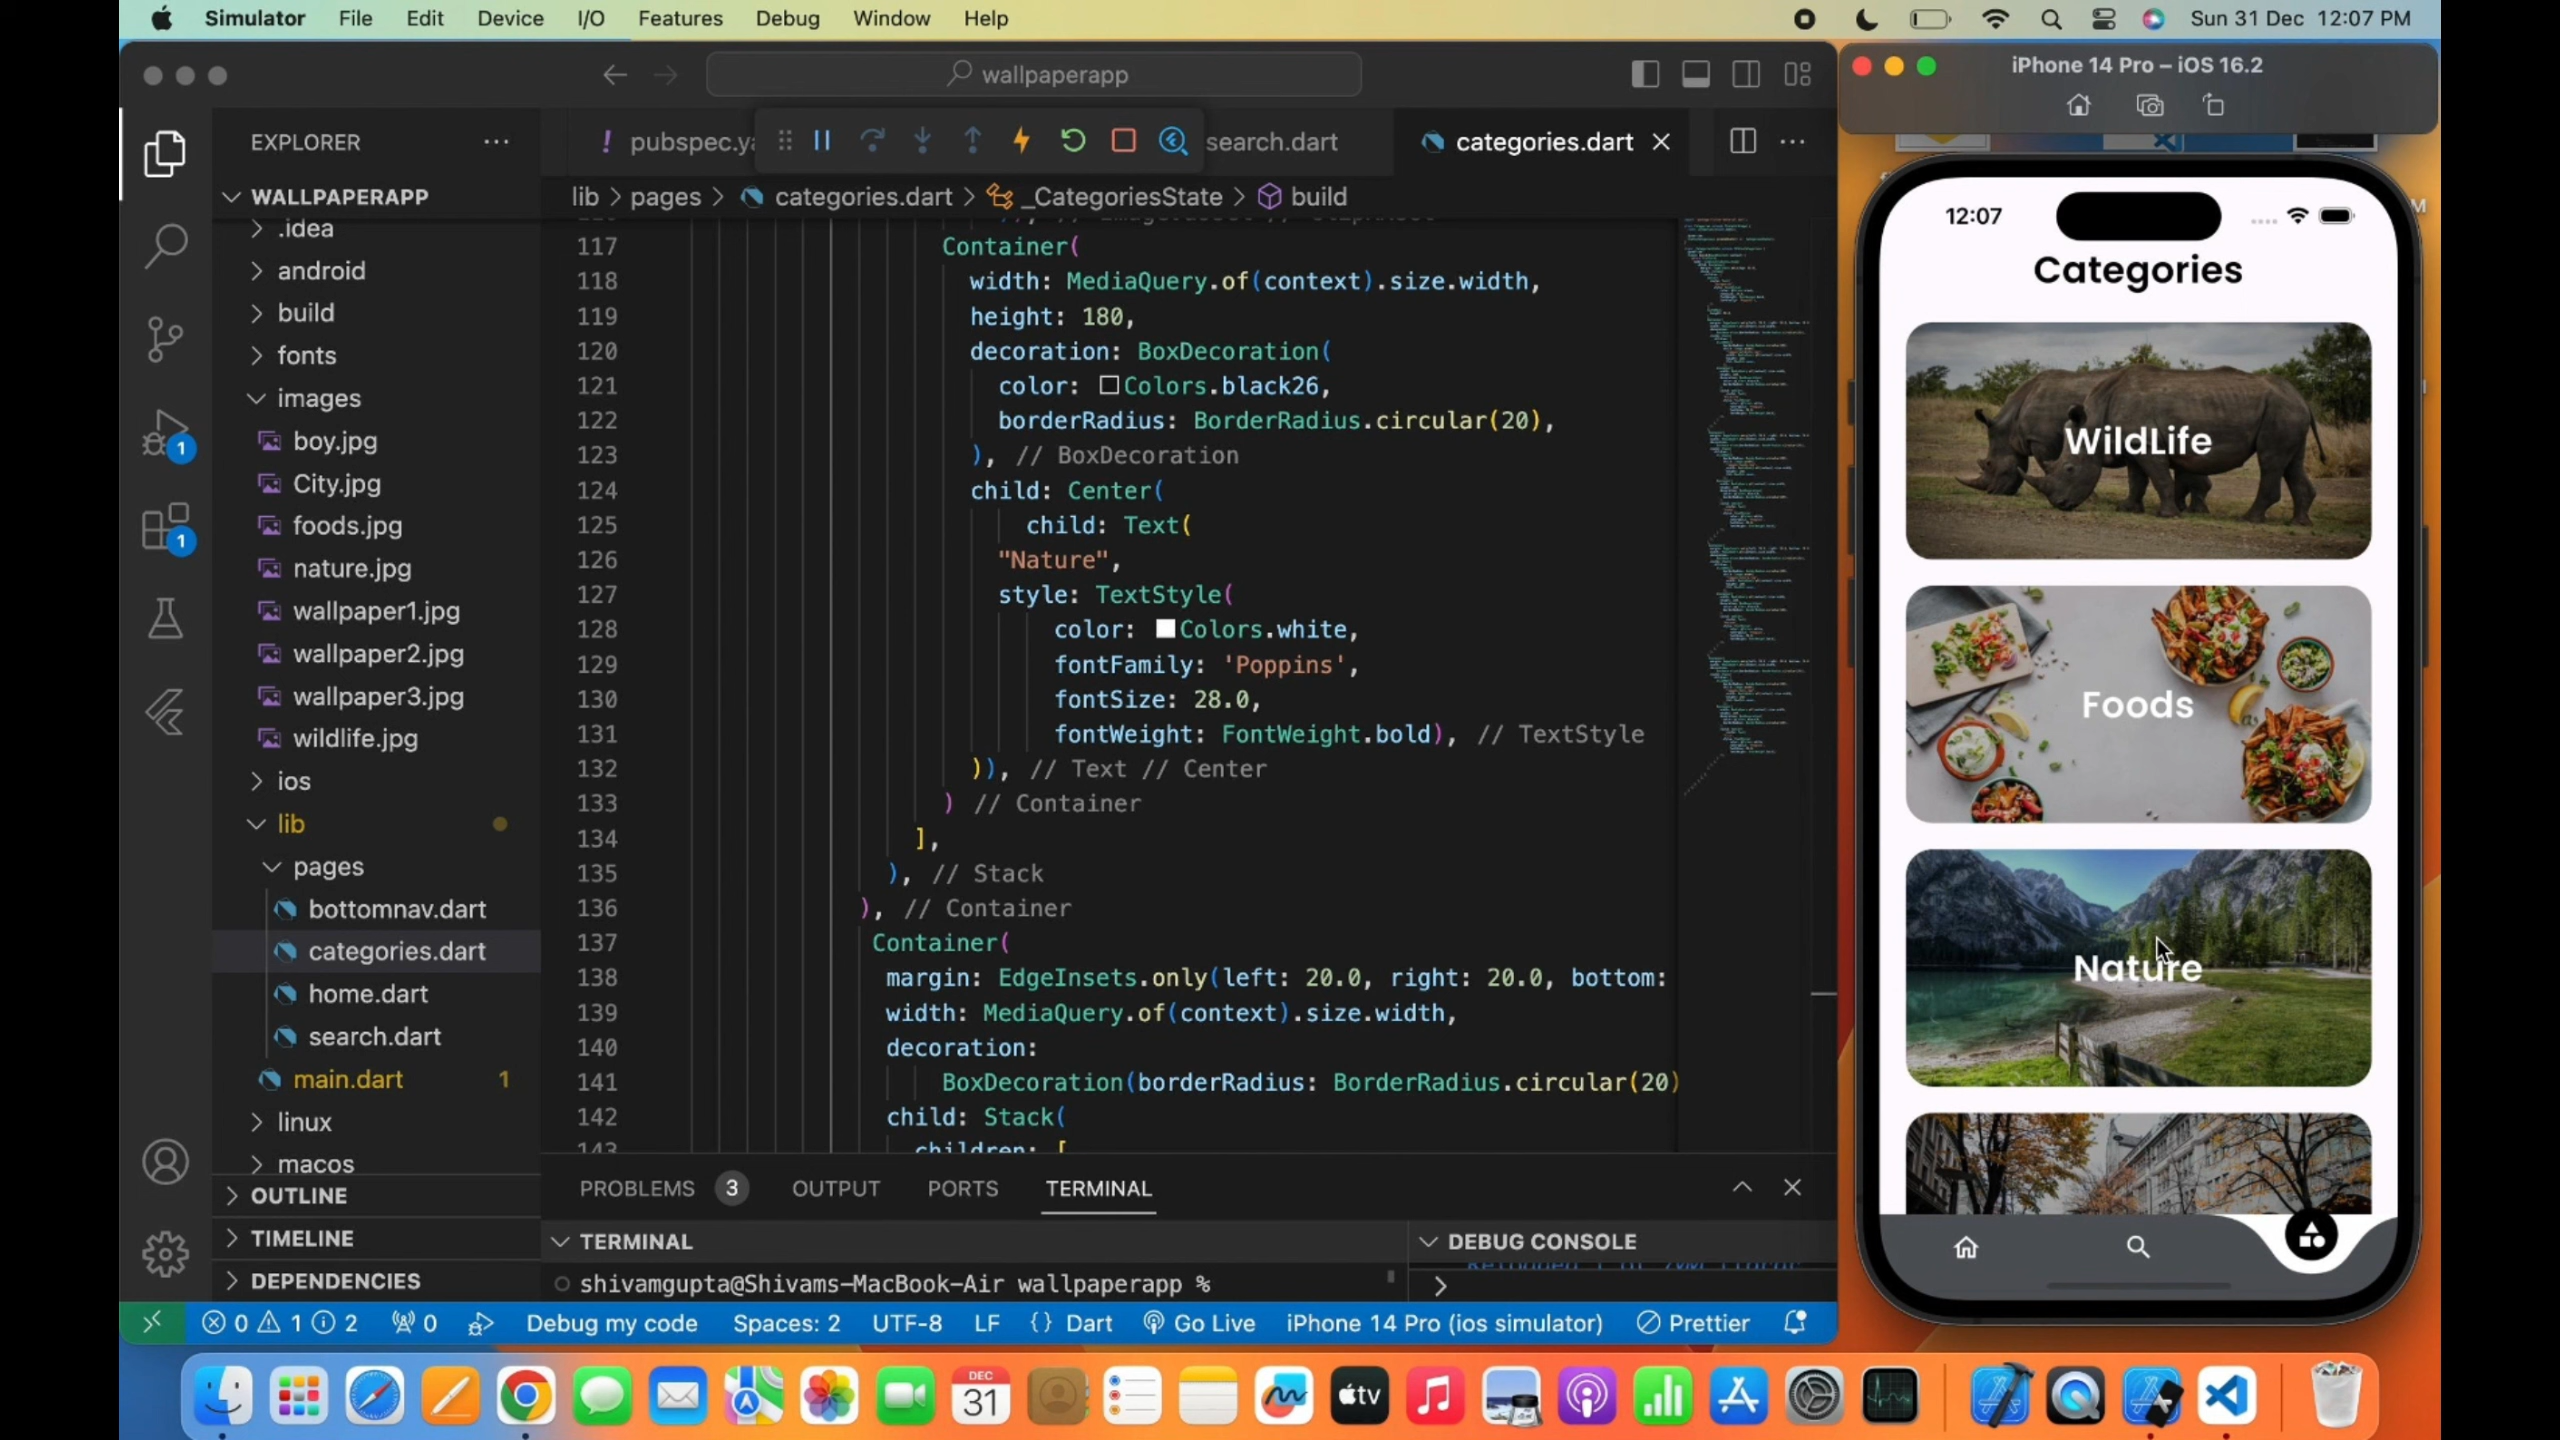 Simulator File Edit Device I/O Features Debug Window Help Sun 31 Dec 12:07 PM
wallpaperapp
EXPLORER
pubspec.ya search.dart categories.dart
WALLPAPERAPP
lib > pages > categories.dart > _CategoriesState > build
.idea
android
build
fonts
images
boy.jpg
City.jpg
foods.jpg
nature.jpg
wallpaper1.jpg
wallpaper2.jpg
wallpaper3.jpg
wildlife.jpg
ios
lib
pages
bottomnav.dart
categories.dart
home.dart
search.dart
main.dart 1
linux
macos
OUTLINE
TIMELINE
DEPENDENCIES
1
1
117 Container(
118 width: MediaQuery.of(context).size.width,
119 height: 180,
120 decoration: BoxDecoration(
121 color: Colors.black26,
122 borderRadius: BorderRadius.circular(20),
123 ), // BoxDecoration
124 child: Center(
125 child: Text(
126 "Nature",
127 style: TextStyle(
128 color: Colors.white,
129 fontFamily: 'Poppins',
130 fontSize: 28.0,
131 fontWeight: FontWeight.bold), // TextStyle
132 )), // Text // Center
133 ) // Container
134 ],
135 ), // Stack
136 ), // Container
137 Container(
138 margin: EdgeInsets.only(left: 20.0, right: 20.0, bottom:
139 width: MediaQuery.of(context).size.width,
140 decoration:
141 BoxDecoration(borderRadius: BorderRadius.circular(20)
142 child: Stack(
143 children: [
PROBLEMS 3 OUTPUT PORTS TERMINAL
TERMINAL
shivamgupta@Shivams-MacBook-Air wallpaperapp %
DEBUG CONSOLE
>
0 1 2 0 Debug my code Spaces: 2 UTF-8 LF {} Dart Go Live iPhone 14 Pro (ios simulator) Prettier
iPhone 14 Pro – iOS 16.2
12:07
Categories
WildLife
Foods
Nature
DEC
31
tv